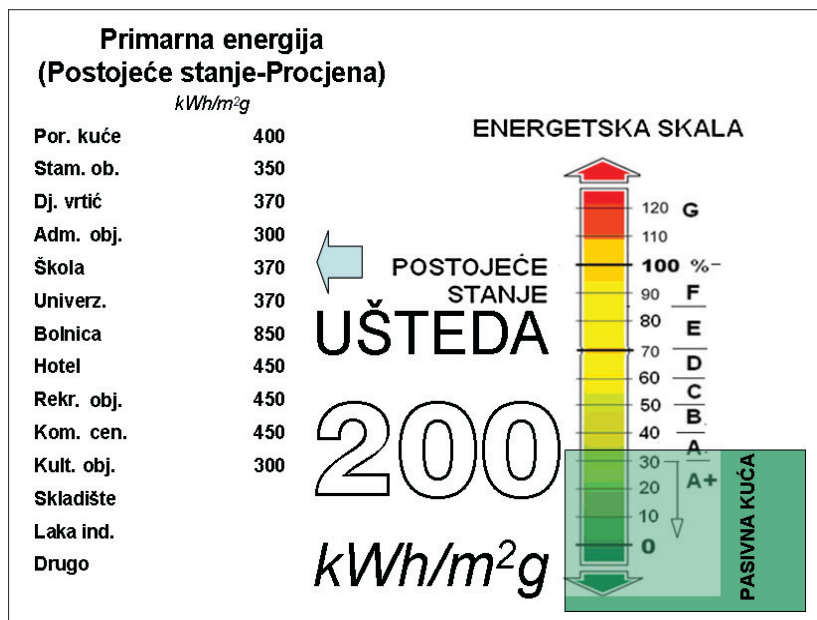 Primarna energija
(Postojeće stanje-Procjena)
kWh/m²g
Por. kuće 400
Stam. ob. 350
Dj. vrtić 370
Adm. obj. 300
Škola 370
Univerz. 370
Bolnica 850
Hotel 450
Rekr. obj. 450
Kom. cen. 450
Kult. obj. 300
Skladište
Laka ind.
Drugo
POSTOJEĆE
STANJE
UŠTEDA
200
kWh/m²g
ENERGETSKA SKALA
120 G
110
100 %
90 F
80 E
70
60 D
50 C
40 B
30 A
20 A+
10
0
PASIVNA KUĆA